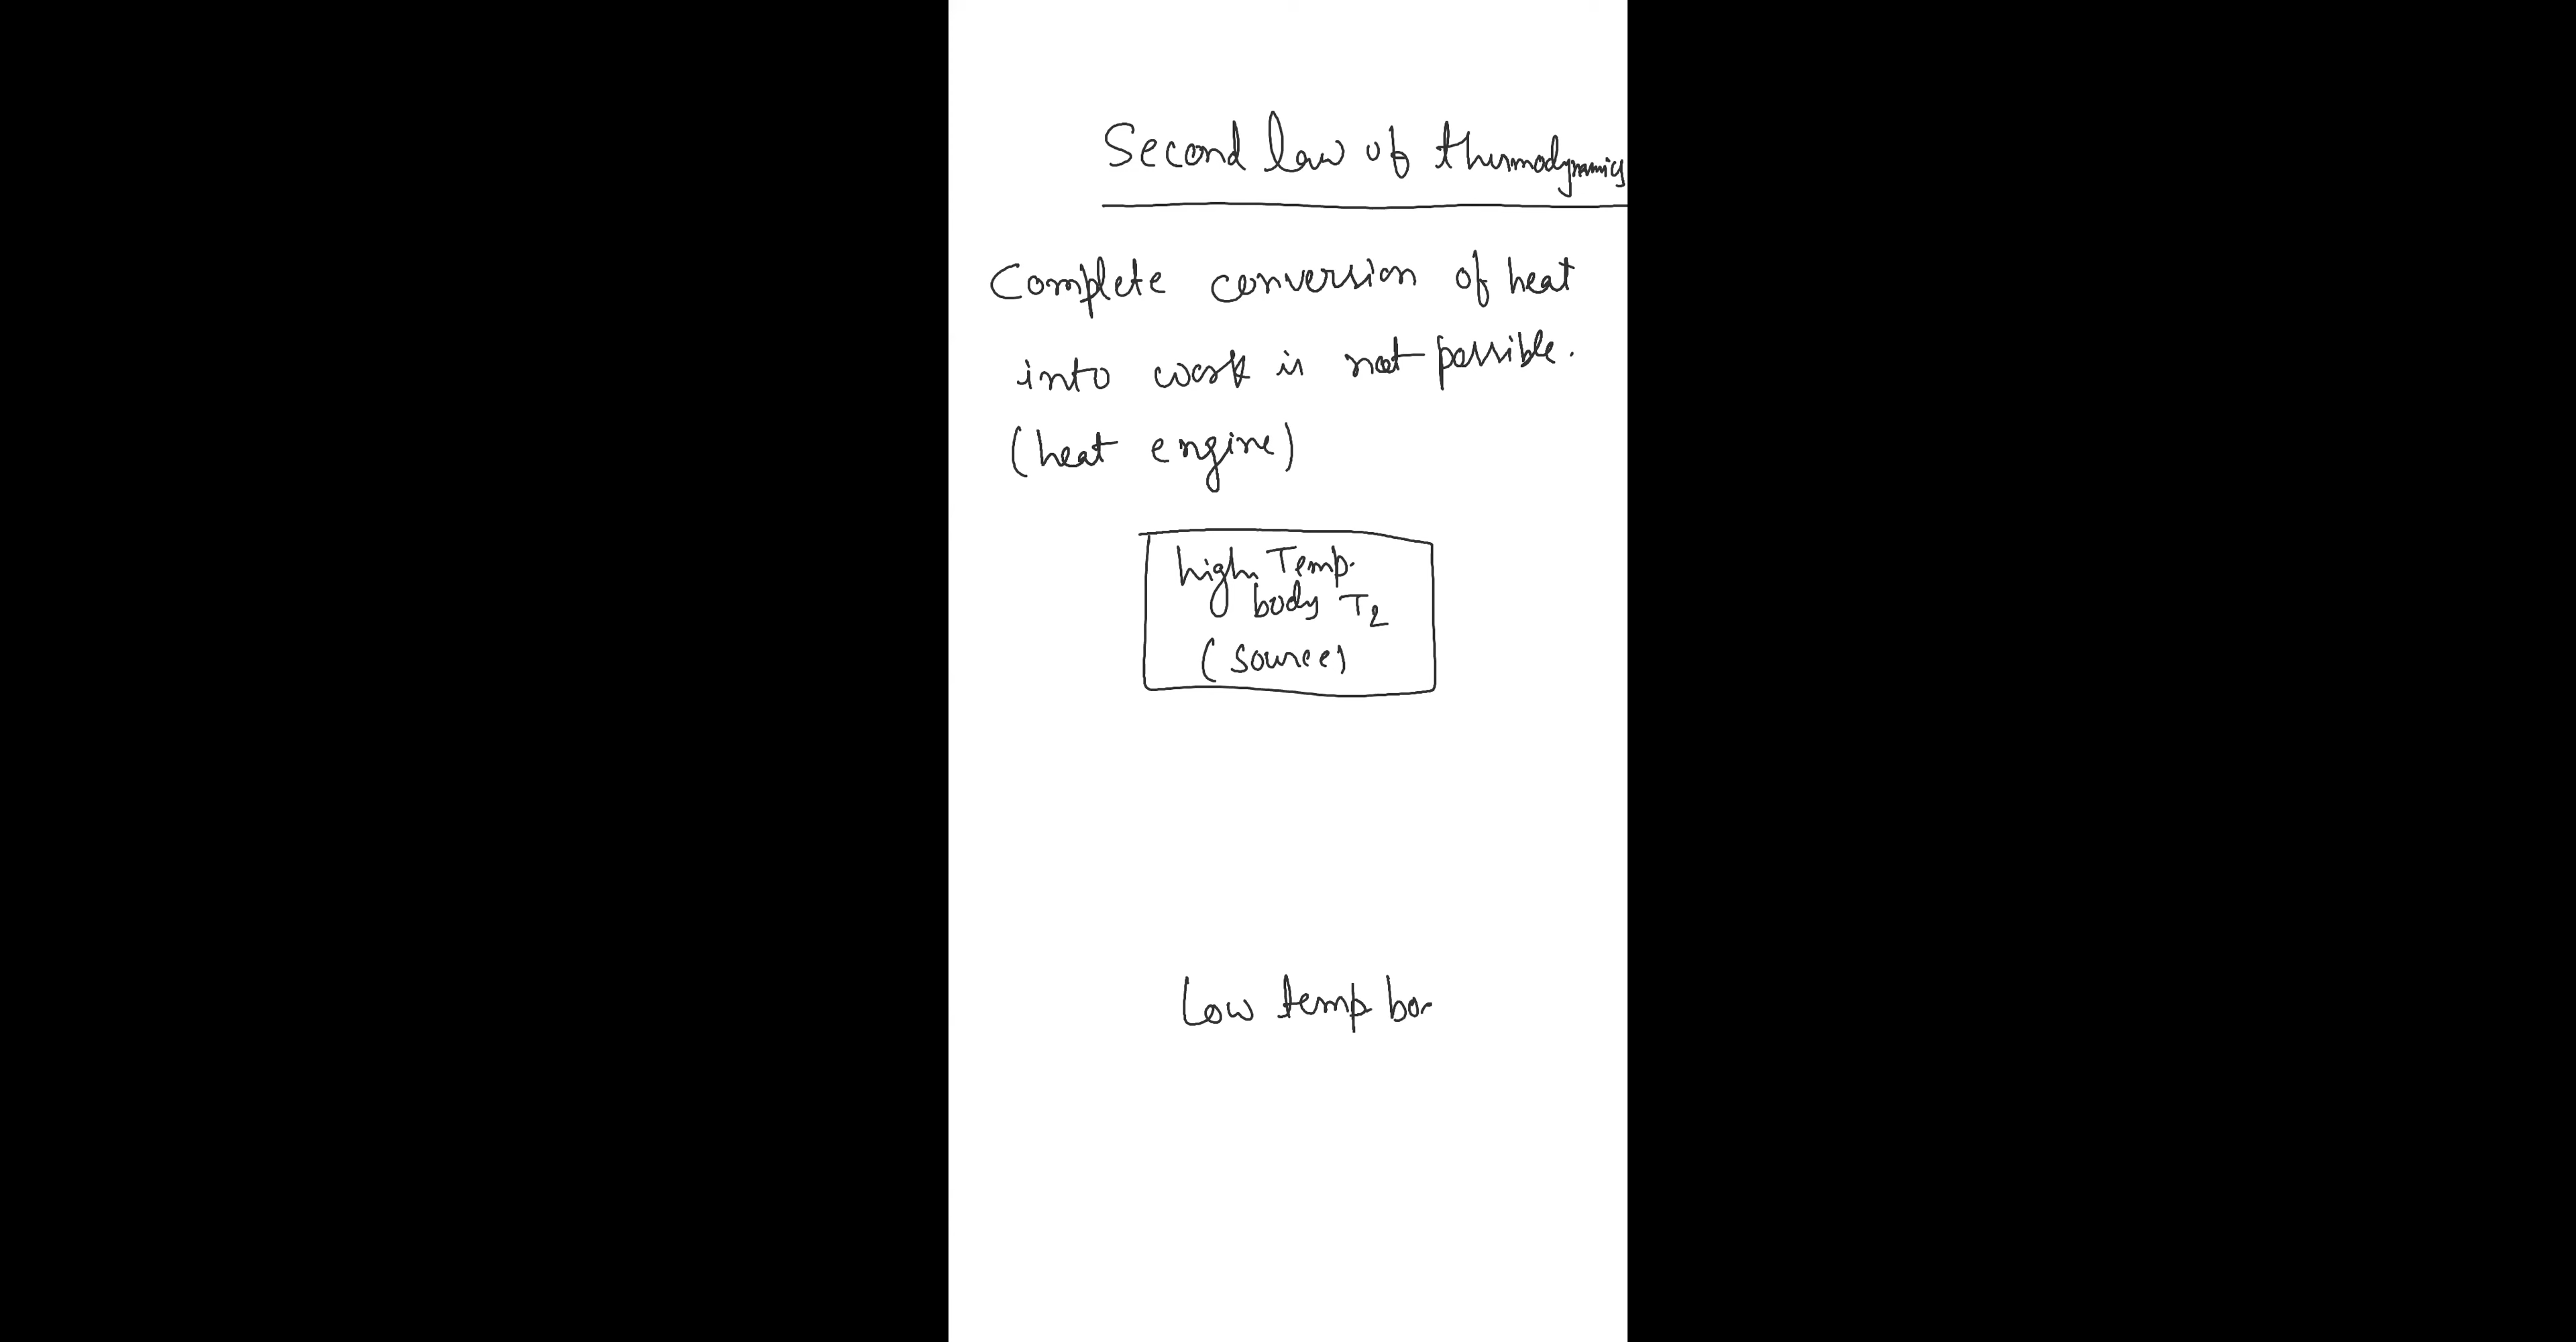 Second law of thermodynamics
Complete conversion of heat
into work is not possible.
(heat engine)
high Temp.
body T2
(source)
Low temp bo